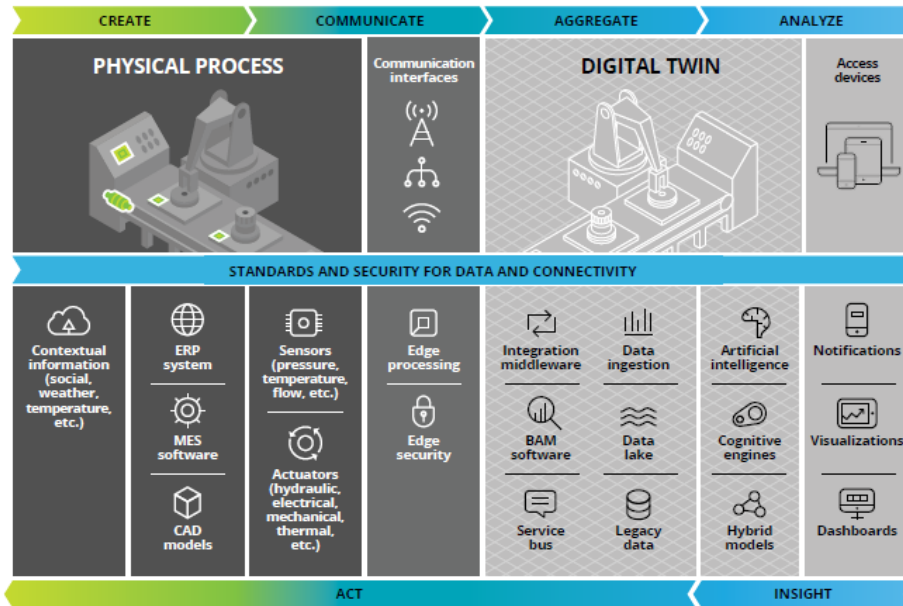 CREATE
COMMUNICATE
AGGREGATE
ANALYZE
PHYSICAL PROCESS
Communication
interfaces
DIGITAL TWIN
Access
devices
STANDARDS AND SECURITY FOR DATA AND CONNECTIVITY
Contextual
information
(social,
weather,
temperature,
etc.)
ERP
system
MES
software
CAD
models
Sensors
(pressure,
temperature,
flow, etc.)
Actuators
(hydraulic,
electrical,
mechanical,
thermal,
etc.)
Edge
processing
Edge
security
Integration
middleware
BAM
software
Service
bus
Data
ingestion
Data
lake
Legacy
data
Artificial
intelligence
Cognitive
engines
Hybrid
models
Notifications
Visualizations
Dashboards
ACT
INSIGHT